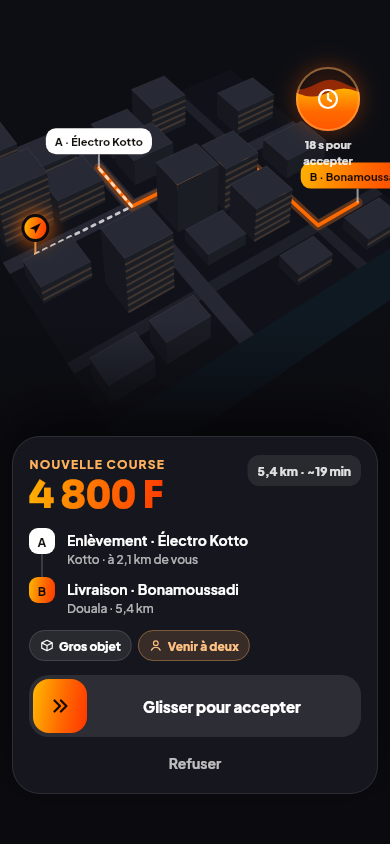 A · Électro Kotto
18 s pour
accepter
B · Bonamouss
NOUVELLE COURSE
4 800 F
5,4 km · ~19 min
A
Enlèvement · Électro Kotto
Kotto · à 2,1 km de vous
B
Livraison · Bonamoussadi
Douala · 5,4 km
Gros objet
Venir à deux
Glisser pour accepter
Refuser